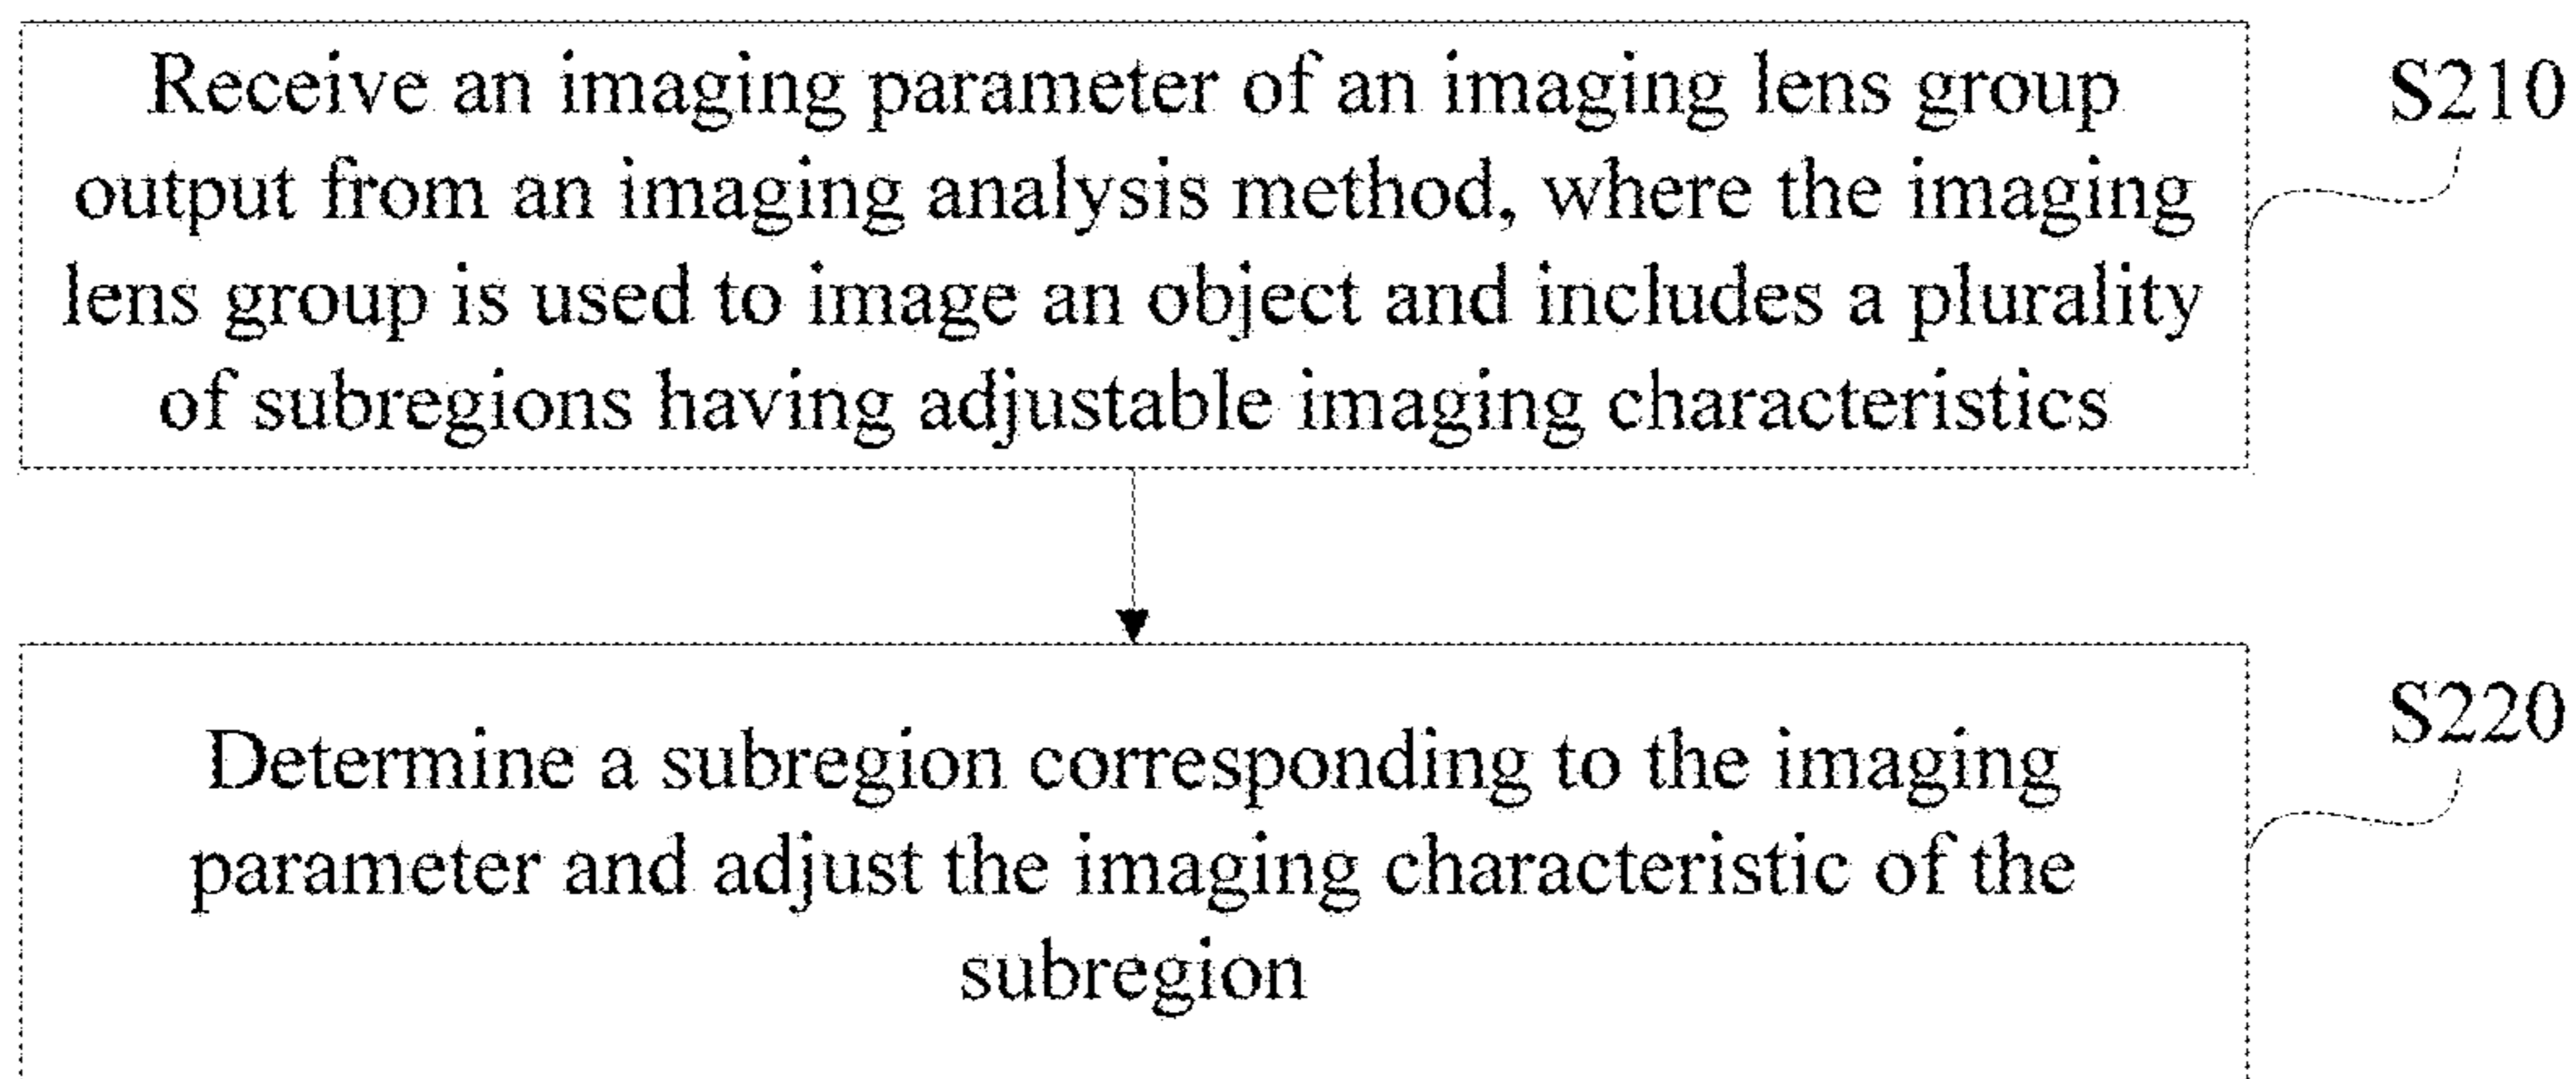 Receive an imaging parameter of an imaging lens group
output from an imaging analysis method, where the imaging
lens group is used to image an object and includes a plurality
of subregions having adjustable imaging characteristics
S210
Determine a subregion corresponding to the imaging
parameter and adjust the imaging characteristic of the
subregion
S220